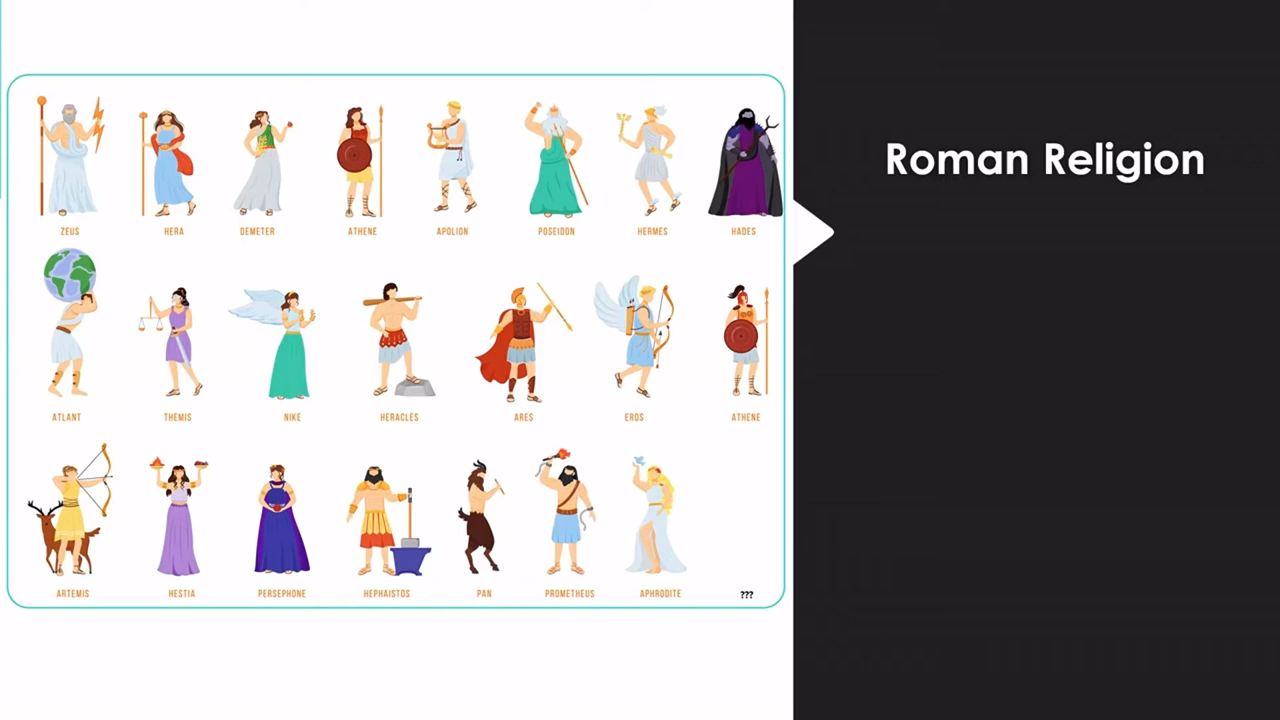 Roman Religion
ZEUS
HERA
DEMETER
ATHENE
APOLION
POSEIDON
HERMES
HADES
ATLANT
THEMIS
NIKE
HERACLES
ARES
EROS
ATHENE
ARTEMIS
HESTIA
PERSEPHONE
HEPHAISTOS
PAN
PROMETHEUS
APHRODITE
???